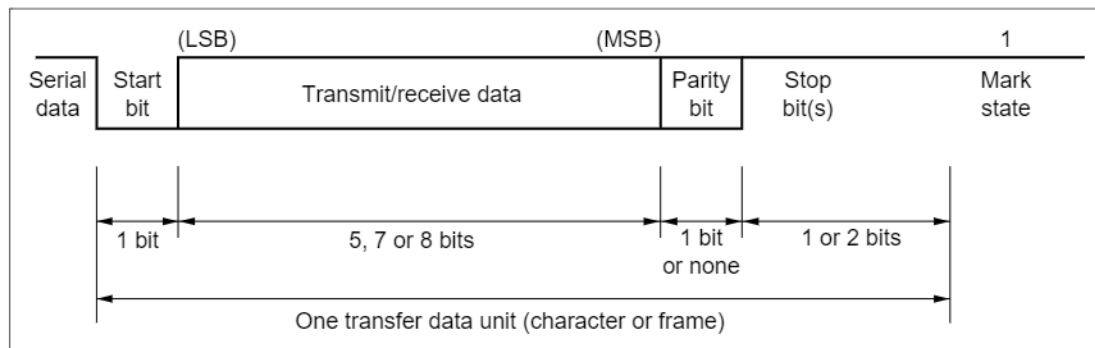 (LSB) (MSB) 1
Serial Start Transmit/receive data Parity Stop Mark
data bit bit bit(s) state
1 bit 5, 7 or 8 bits 1 bit 1 or 2 bits
or none
One transfer data unit (character or frame)